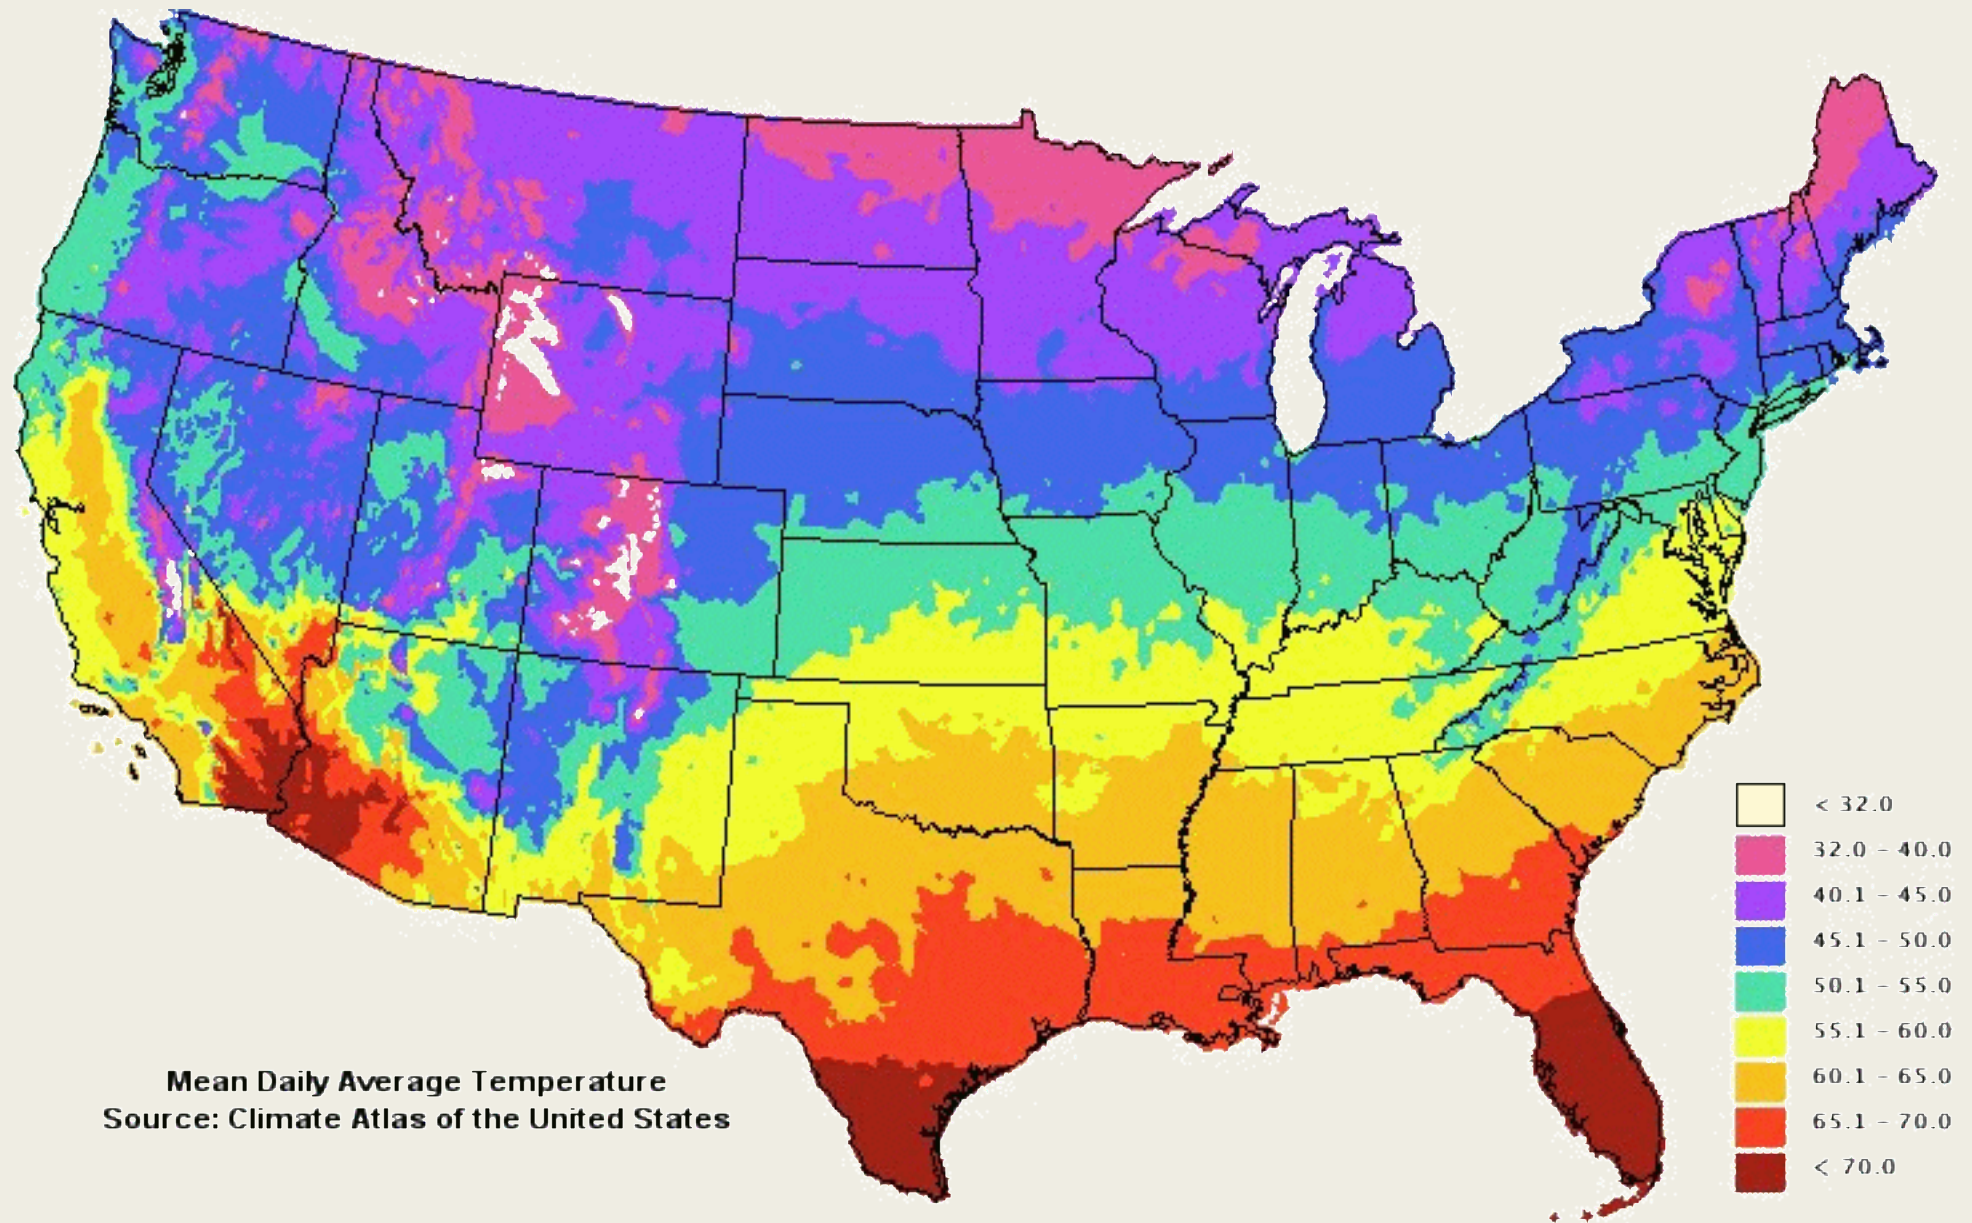 Mean Daily Average Temperature
Source: Climate Atlas of the United States
< 32.0
32.0 - 40.0
40.1 - 45.0
45.1 - 50.0
50.1 - 55.0
55.1 - 60.0
60.1 - 65.0
65.1 - 70.0
< 70.0